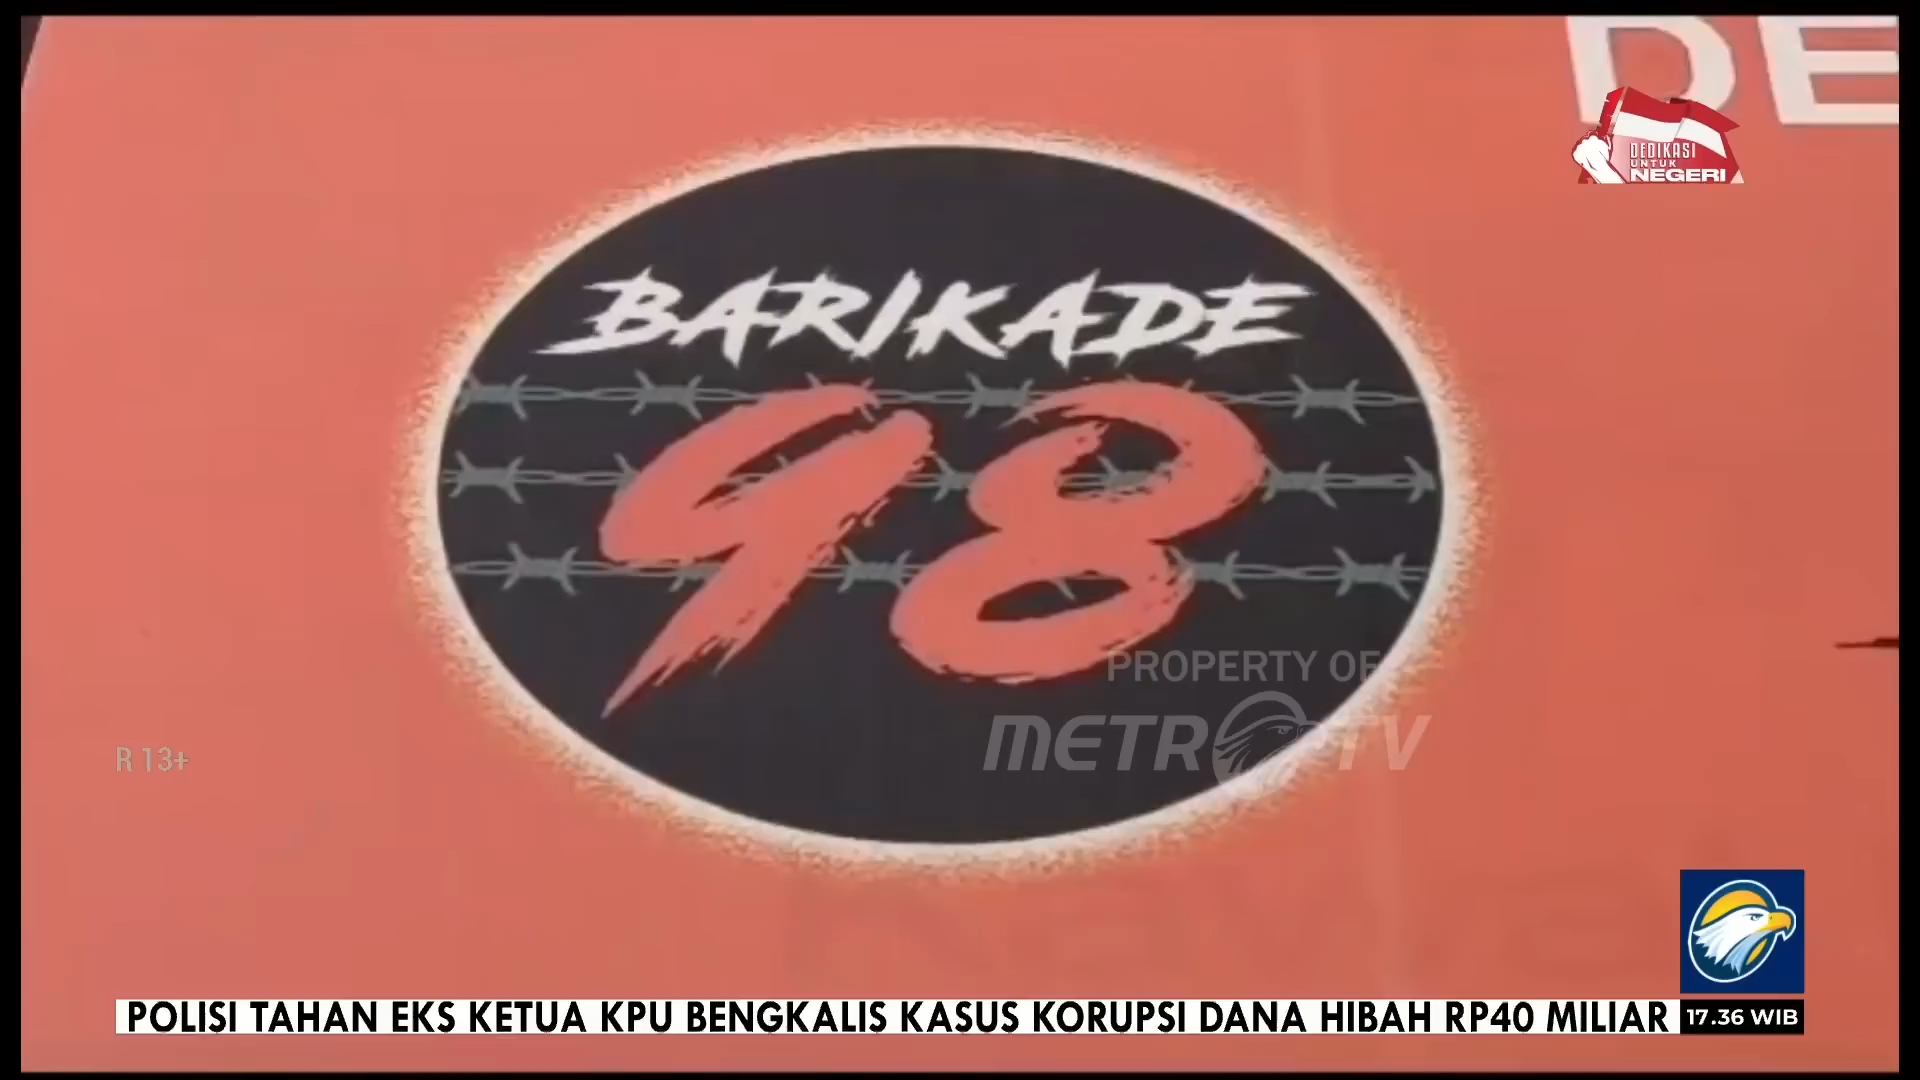 DE
DEDIKASI
UNTUK
NEGERI
BARIKADE
98
PROPERTY OF
METRO TV
R 13+
POLISI TAHAN EKS KETUA KPU BENGKALIS KASUS KORUPSI DANA HIBAH RP40 MILIAR
17.36 WIB